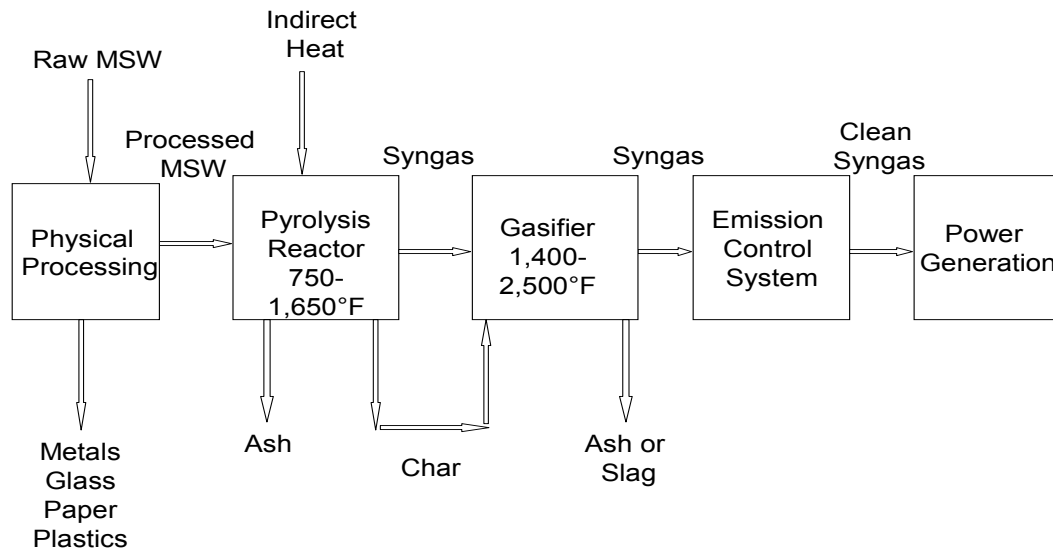 Indirect
Heat
Raw MSW
Processed
MSW
Syngas
Syngas
Clean
Syngas
Physical
Processing
Pyrolysis
Reactor
750-
1,650°F
Gasifier
1,400-
2,500°F
Emission
Control
System
Power
Generation
Metals
Glass
Paper
Plastics
Ash
Char
Ash or
Slag